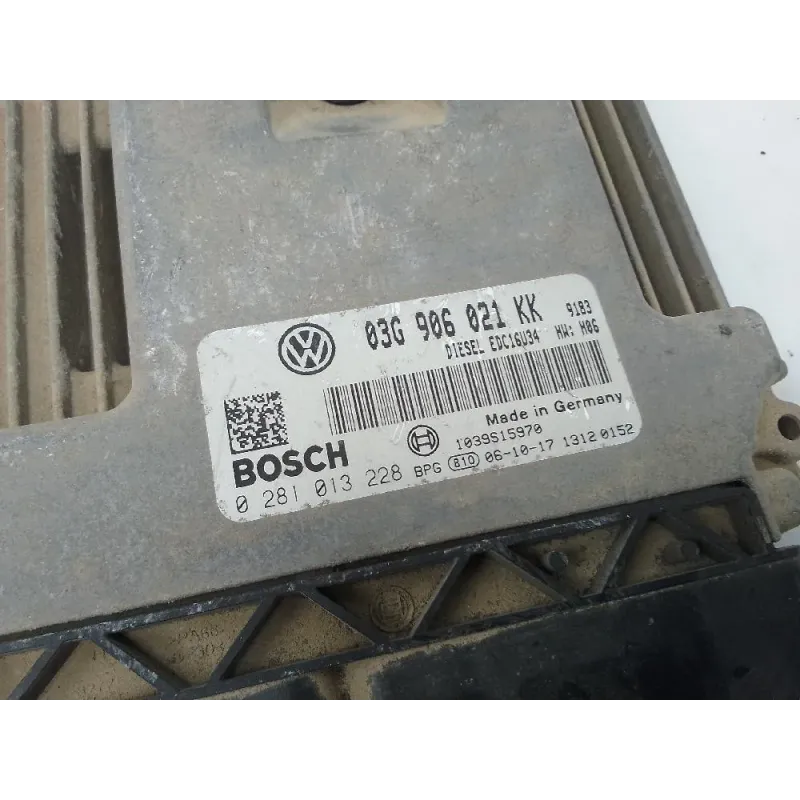 03G 906 021 KK 9183
DIESEL EDC16U34 HW: H06
Made in Germany
1039S15970
BOSCH
0 281 013 228 BPG 810 06-10-17 1312 0152